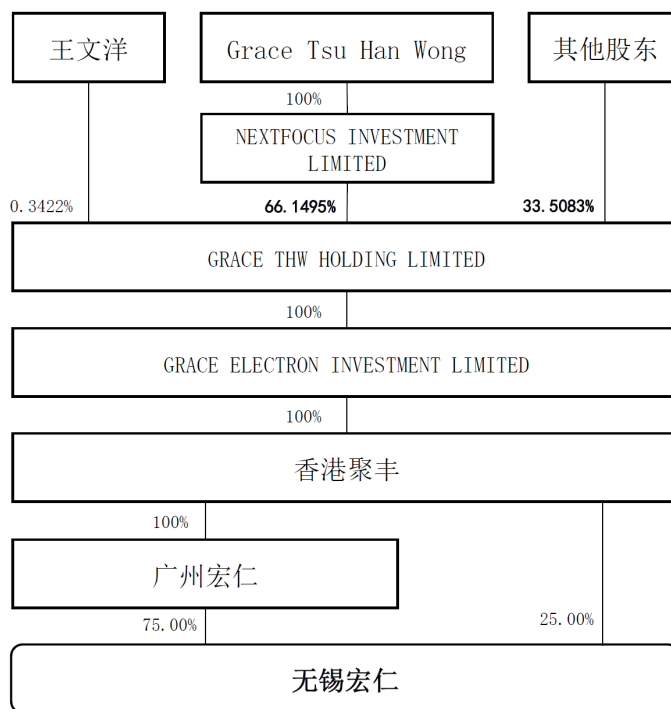 王文洋
Grace Tsu Han Wong
其他股东
100%
NEXTFOCUS INVESTMENT
LIMITED
0.3422%
66.1495%
33.5083%
GRACE THW HOLDING LIMITED
100%
GRACE ELECTRON INVESTMENT LIMITED
100%
香港聚丰
100%
广州宏仁
75.00%
25.00%
无锡宏仁